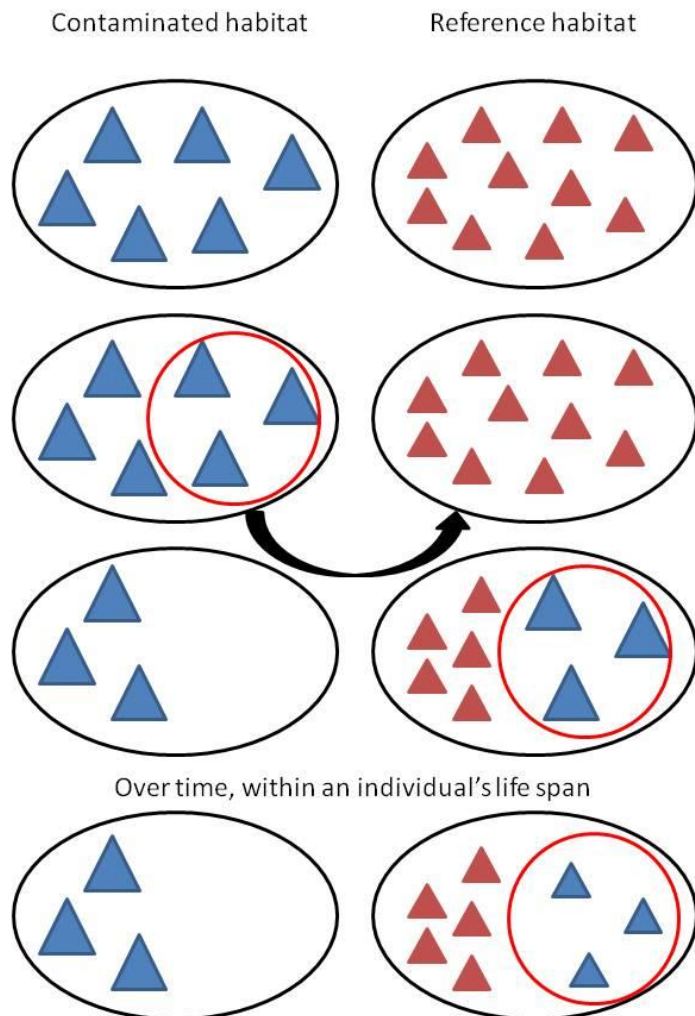 Contaminated habitat
Reference habitat
Over time, within an individual's life span